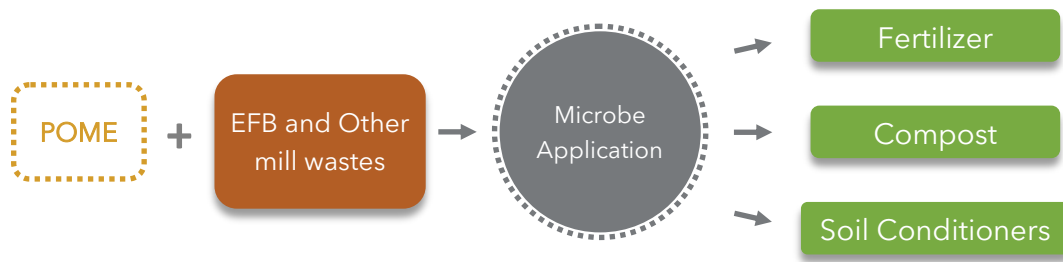 POME
+
EFB and Other
mill wastes
Microbe
Application
Fertilizer
Compost
Soil Conditioners